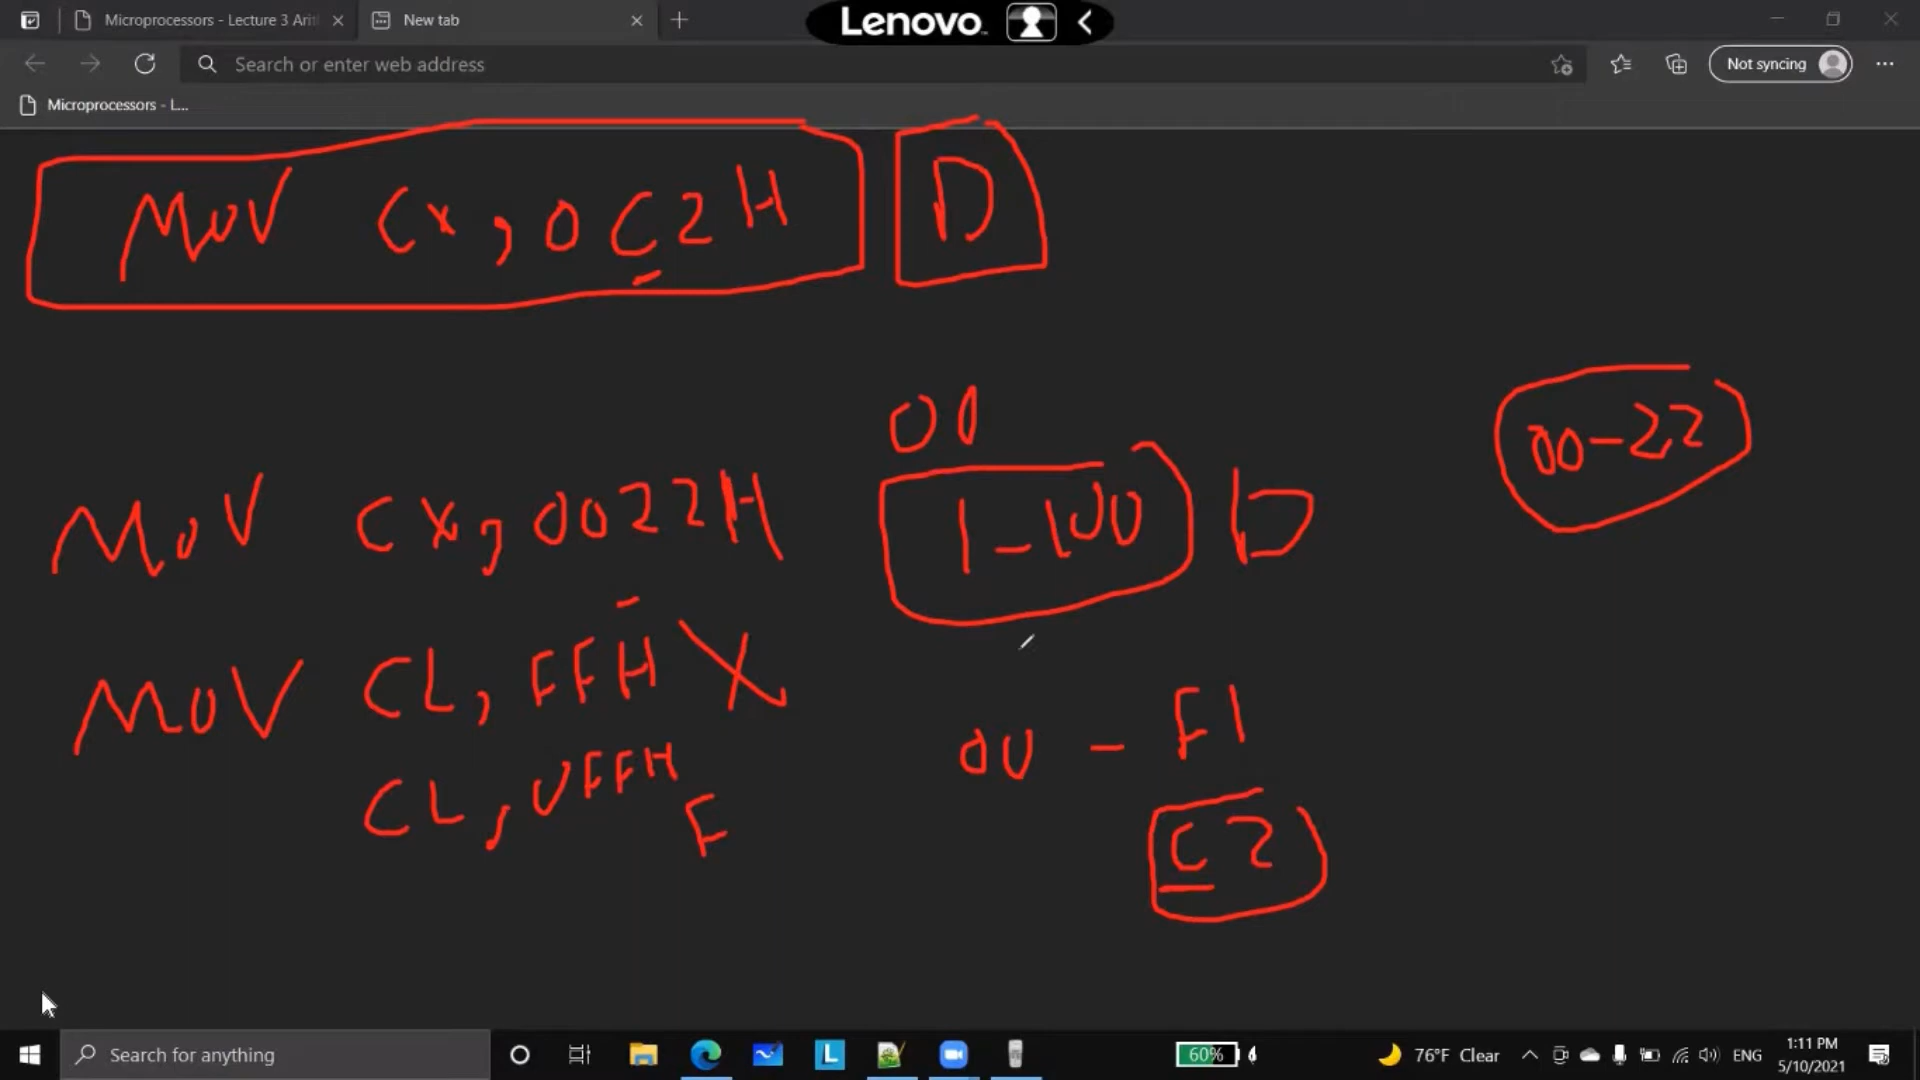 Microprocessors - Lecture 3 Arit
New tab
Lenovo
Search or enter web address
Not syncing
Microprocessors - L...
MOV CX, 0C2H D
00
00-22
MOV CX, 0022H 1-100 D
MOV CL, FFH X
00 - F1
CL, 0FFH
F
C2
Search for anything
60%
76°F Clear
ENG
1:11 PM
5/10/2021